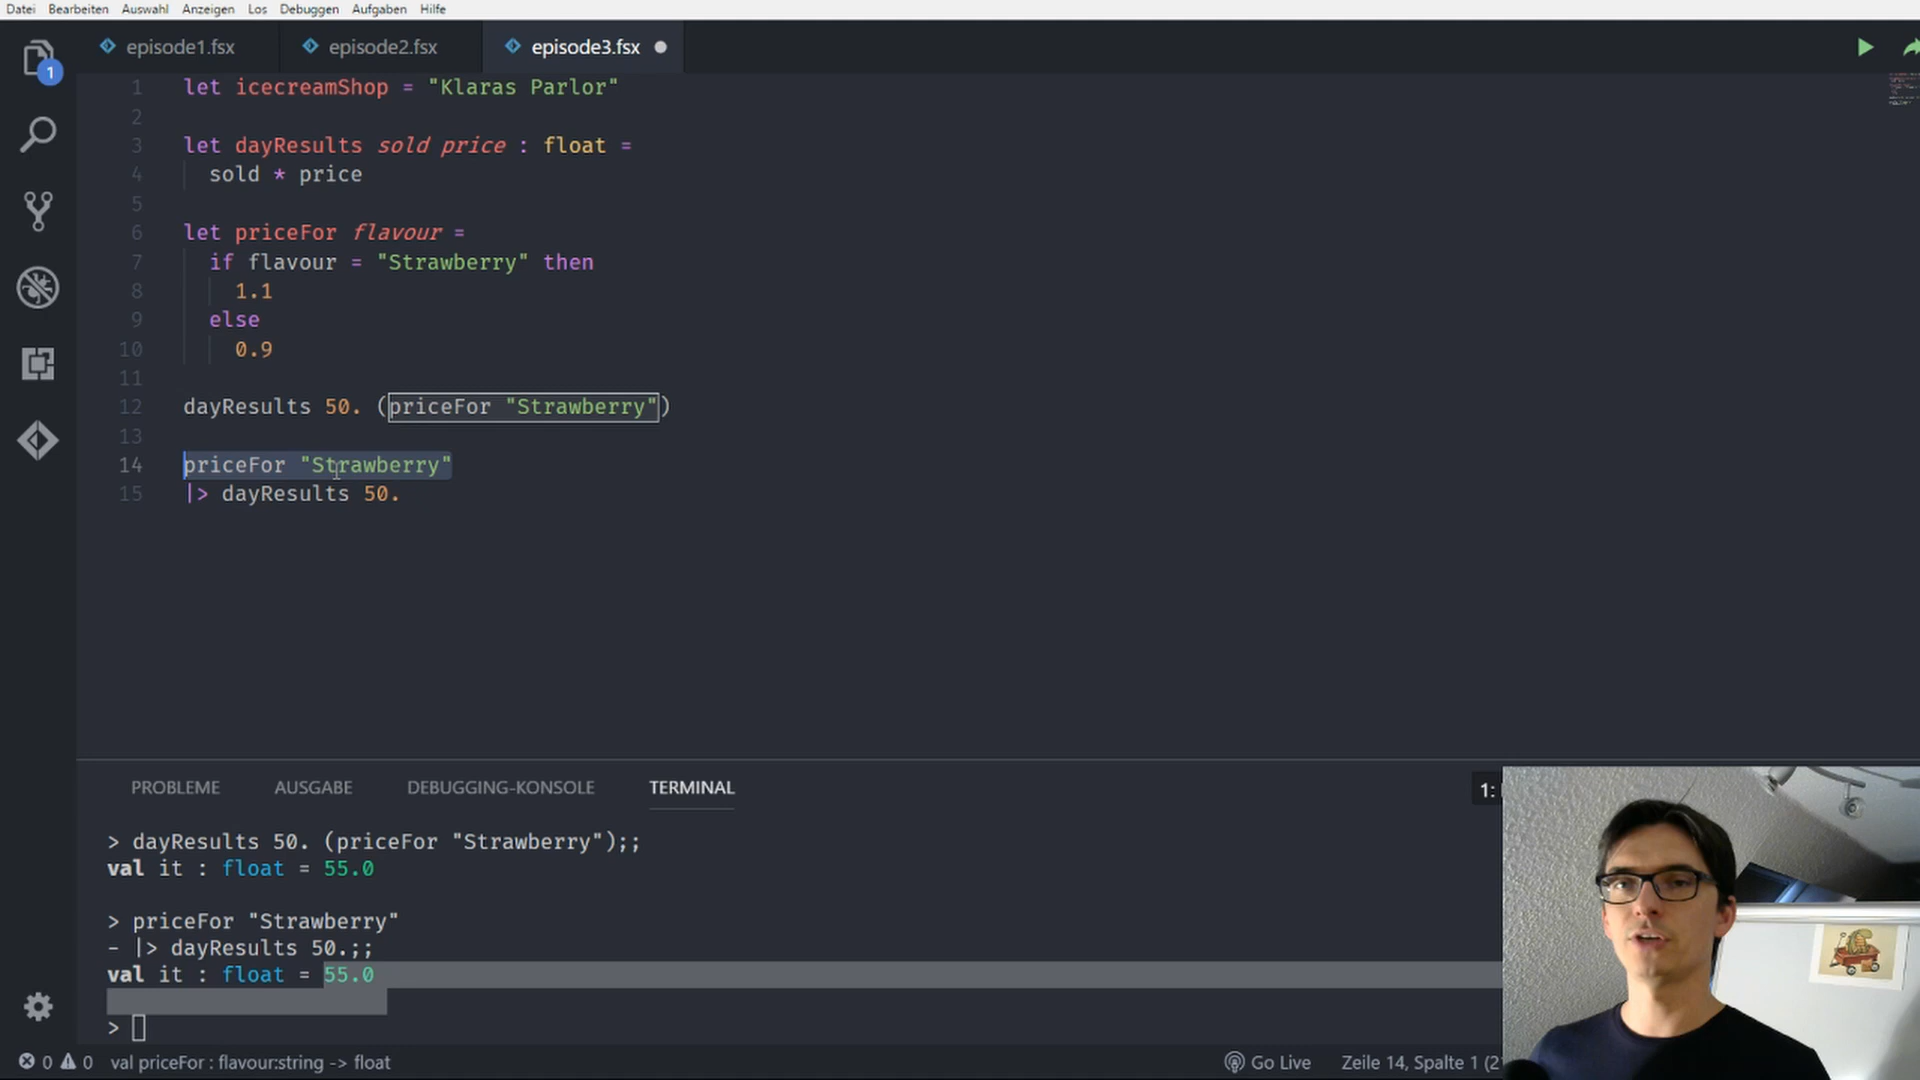 Datei Bearbeiten Auswahl Anzeigen Los Debuggen Aufgaben Hilfe
episode1.fsx episode2.fsx episode3.fsx
1
1 let icecreamShop = "Klaras Parlor"
2
3 let dayResults sold price : float =
4 sold * price
5
6 let priceFor flavour =
7 if flavour = "Strawberry" then
8 1.1
9 else
10 0.9
11
12 dayResults 50. (priceFor "Strawberry")
13
14 priceFor "Strawberry"
15 |> dayResults 50.
PROBLEME AUSGABE DEBUGGING-KONSOLE TERMINAL 1:
> dayResults 50. (priceFor "Strawberry");;
val it : float = 55.0
> priceFor "Strawberry"
- |> dayResults 50.;;
val it : float = 55.0
>
0 0 val priceFor : flavour:string -> float Go Live Zeile 14, Spalte 1 (2